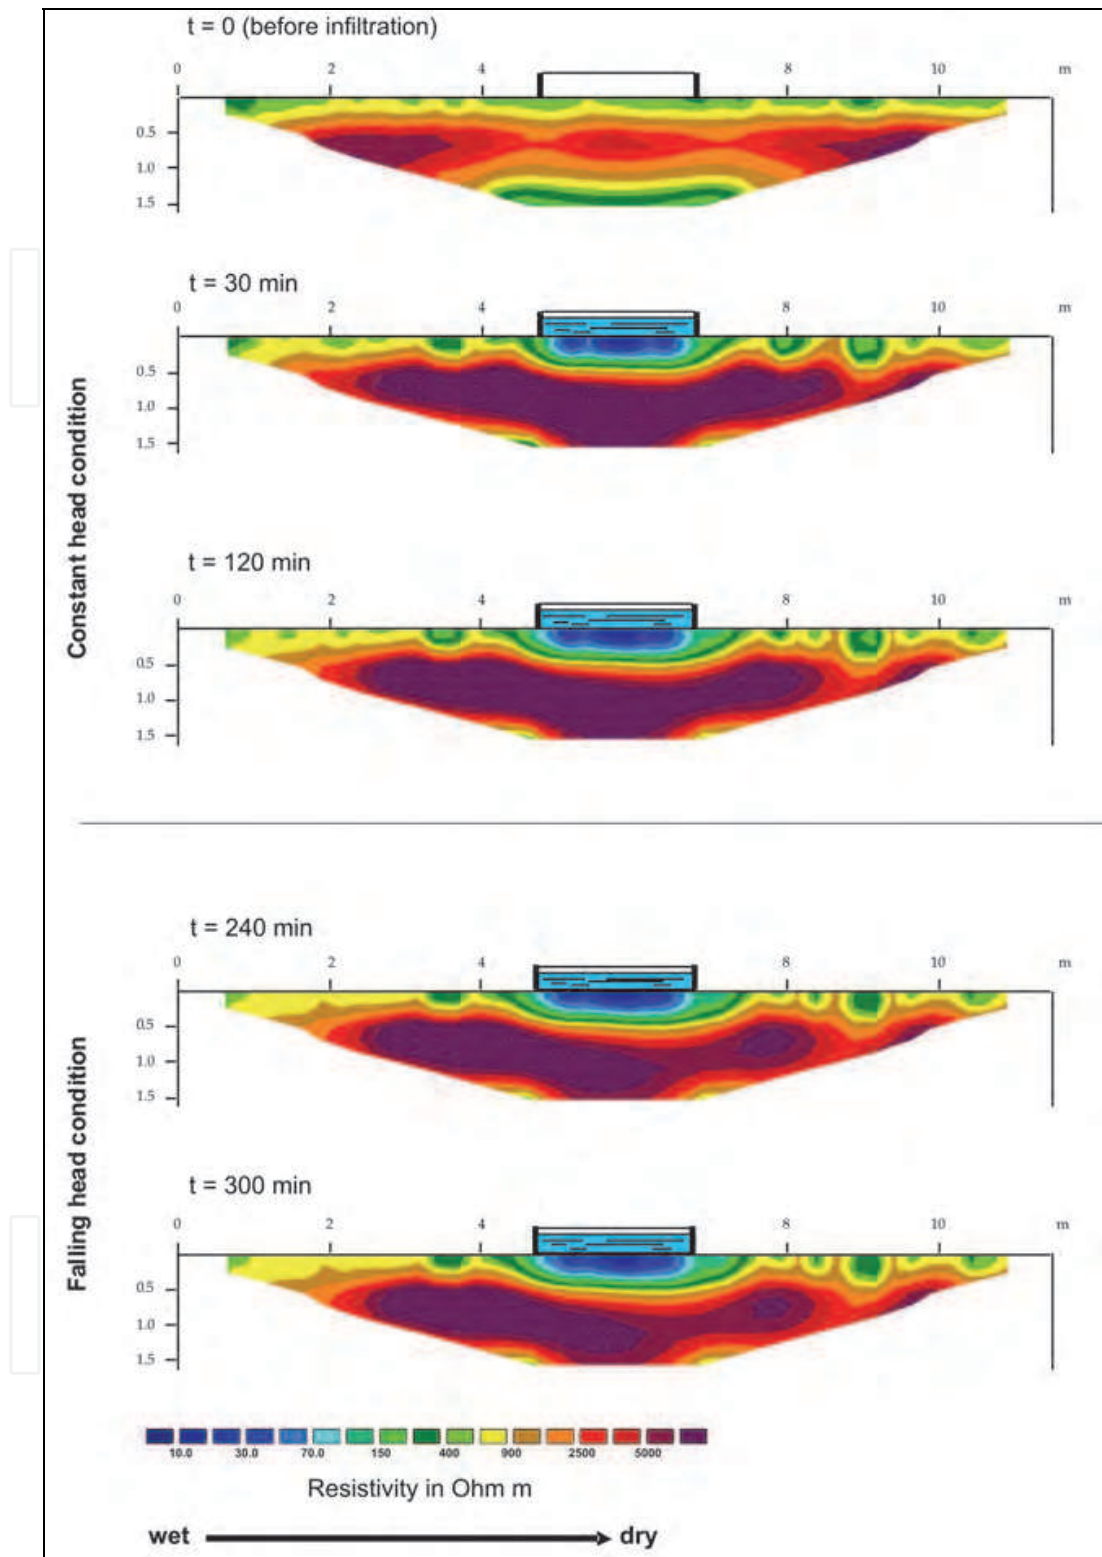 t = 0 (before infiltration)
0 2 4 8 10 m
0.5
1.0
1.5
Constant head condition
t = 30 min
0 2 4 8 10 m
0.5
1.0
1.5
t = 120 min
0 2 4 8 10 m
0.5
1.0
1.5
Falling head condition
t = 240 min
0 2 4 8 10 m
0.5
1.0
1.5
t = 300 min
0 2 4 8 10 m
0.5
1.0
1.5
10.0 30.0 70.0 150 400 900 2500 5000
Resistivity in Ohm m
wet dry